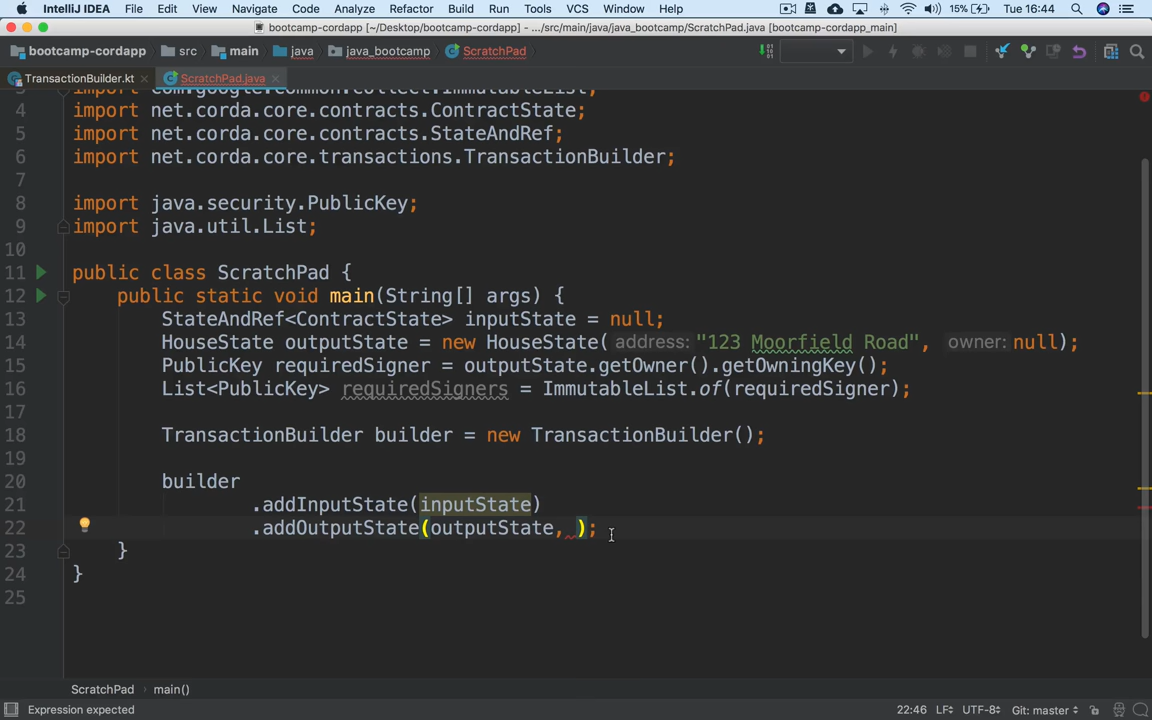 IntelliJ IDEA File Edit View Navigate Code Analyze Refactor Build Run Tools VCS Window Help 15% Tue 16:44
bootcamp-cordapp [~/Desktop/bootcamp-cordapp] - .../src/main/java/java_bootcamp/ScratchPad.java [bootcamp-cordapp_main]
bootcamp-cordapp src main java java_bootcamp ScratchPad
TransactionBuilder.kt ScratchPad.java
3 import com.google.common.collect.ImmutableList;
4 import net.corda.core.contracts.ContractState;
5 import net.corda.core.contracts.StateAndRef;
6 import net.corda.core.transactions.TransactionBuilder;
7
8 import java.security.PublicKey;
9 import java.util.List;
10
11 public class ScratchPad {
12 public static void main(String[] args) {
13 StateAndRef<ContractState> inputState = null;
14 HouseState outputState = new HouseState( address: "123 Moorfield Road", owner: null);
15 PublicKey requiredSigner = outputState.getOwner().getOwningKey();
16 List<PublicKey> requiredSigners = ImmutableList.of(requiredSigner);
17
18 TransactionBuilder builder = new TransactionBuilder();
19
20 builder
21 .addInputState(inputState)
22 .addOutputState(outputState, );
23 }
24 }
25
ScratchPad › main()
Expression expected 22:46 LF UTF-8 Git: master